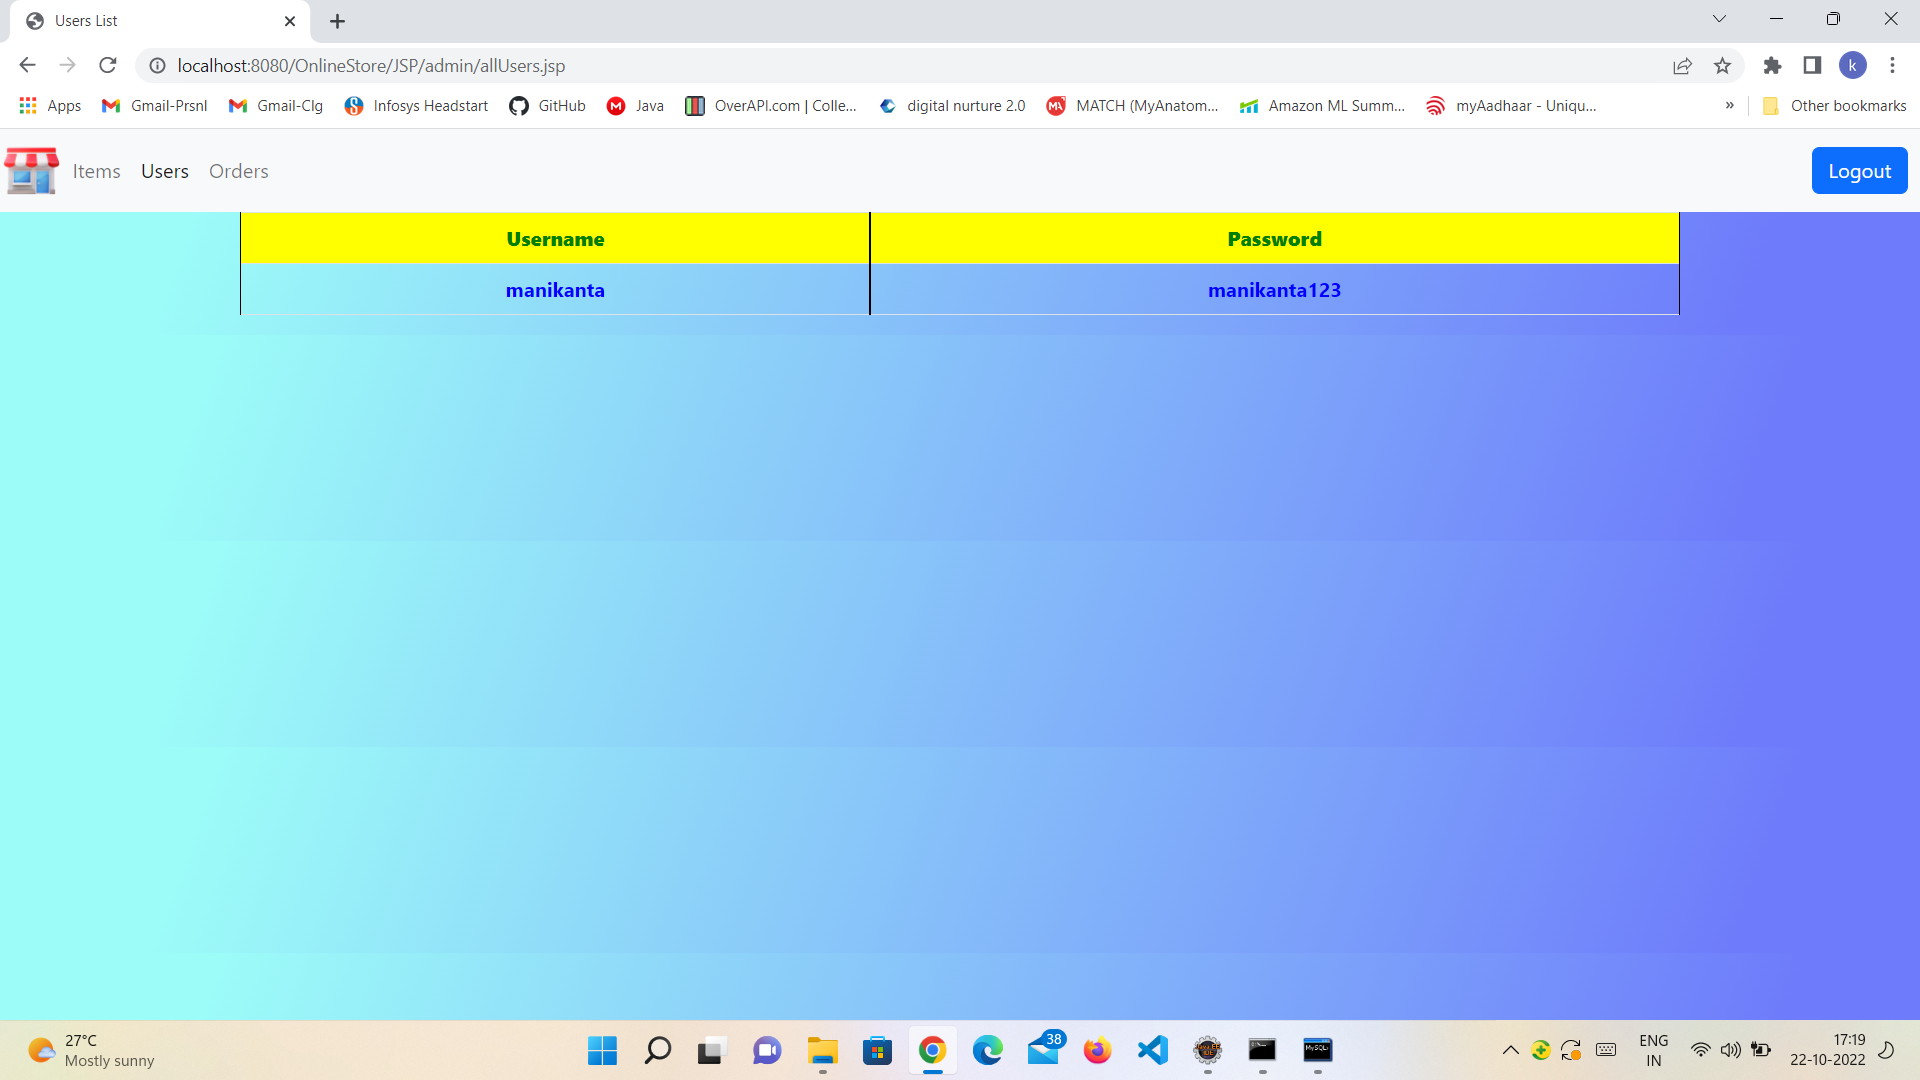 Users List
localhost:8080/OnlineStore/JSP/admin/allUsers.jsp
k
Apps Gmail-Prsnl Gmail-Clg Infosys Headstart GitHub Java OverAPI.com | Colle... digital nurture 2.0 MATCH (MyAnatom... Amazon ML Summ... myAadhaar - Uniqu... » Other bookmarks
Items Users Orders Logout
Username Password
manikanta manikanta123
27°C
Mostly sunny
38
ENG
IN
17:19
22-10-2022